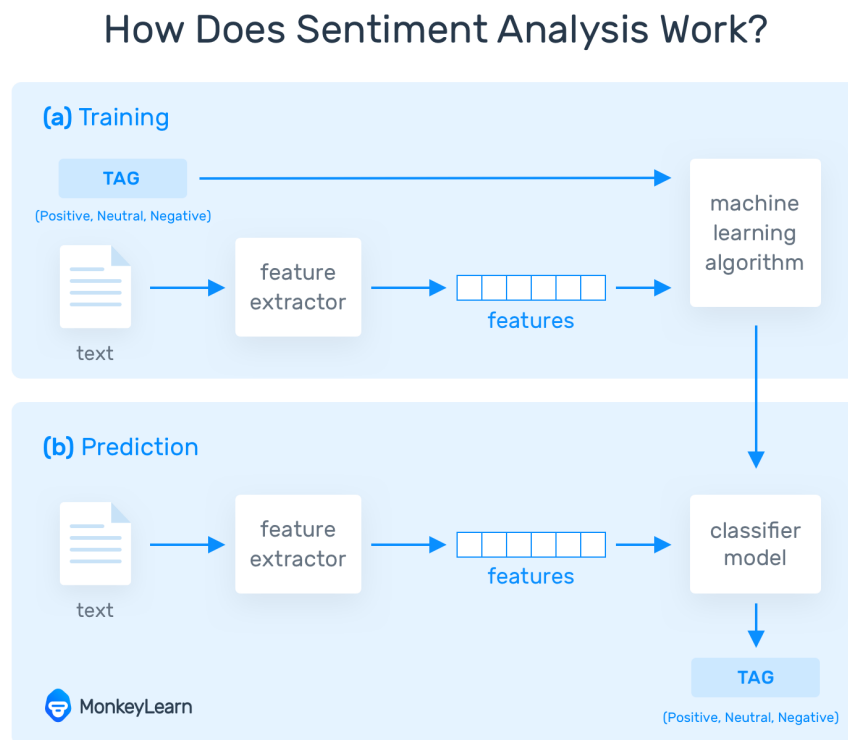 How Does Sentiment Analysis Work?
(a) Training
TAG
(Positive, Neutral, Negative)
machine
learning
algorithm
feature
extractor
features
text
(b) Prediction
feature
extractor
features
text
classifier
model
TAG
(Positive, Neutral, Negative)
MonkeyLearn